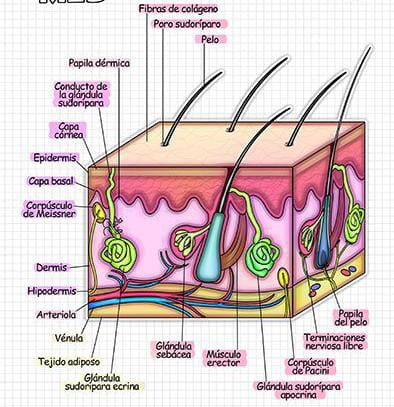 Fibras de colágeno
Poro sudoríparo
Pelo
Papila dérmica
Conducto de
la glándula
sudorípara
Capa
córnea
Epidermis
Capa basal
Corpúsculo
de Meissner
Dermis
Hipodermis
Arteriola
Vénula
Tejido adiposo
Glándula
sudorípara ecrina
Glándula
sebácea
Músculo
erector
Glándula sudorípara
apocrina
Corpúsculo
de Pacini
Terminaciones
nerviosa libre
Papila
del pelo